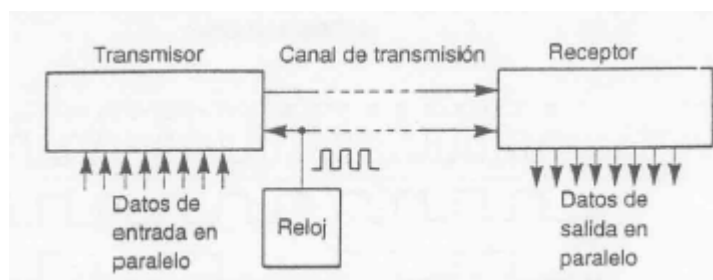 Transmisor
Canal de transmisión
Receptor
Datos de
entrada en
paralelo
Reloj
Datos de
salida en
paralelo